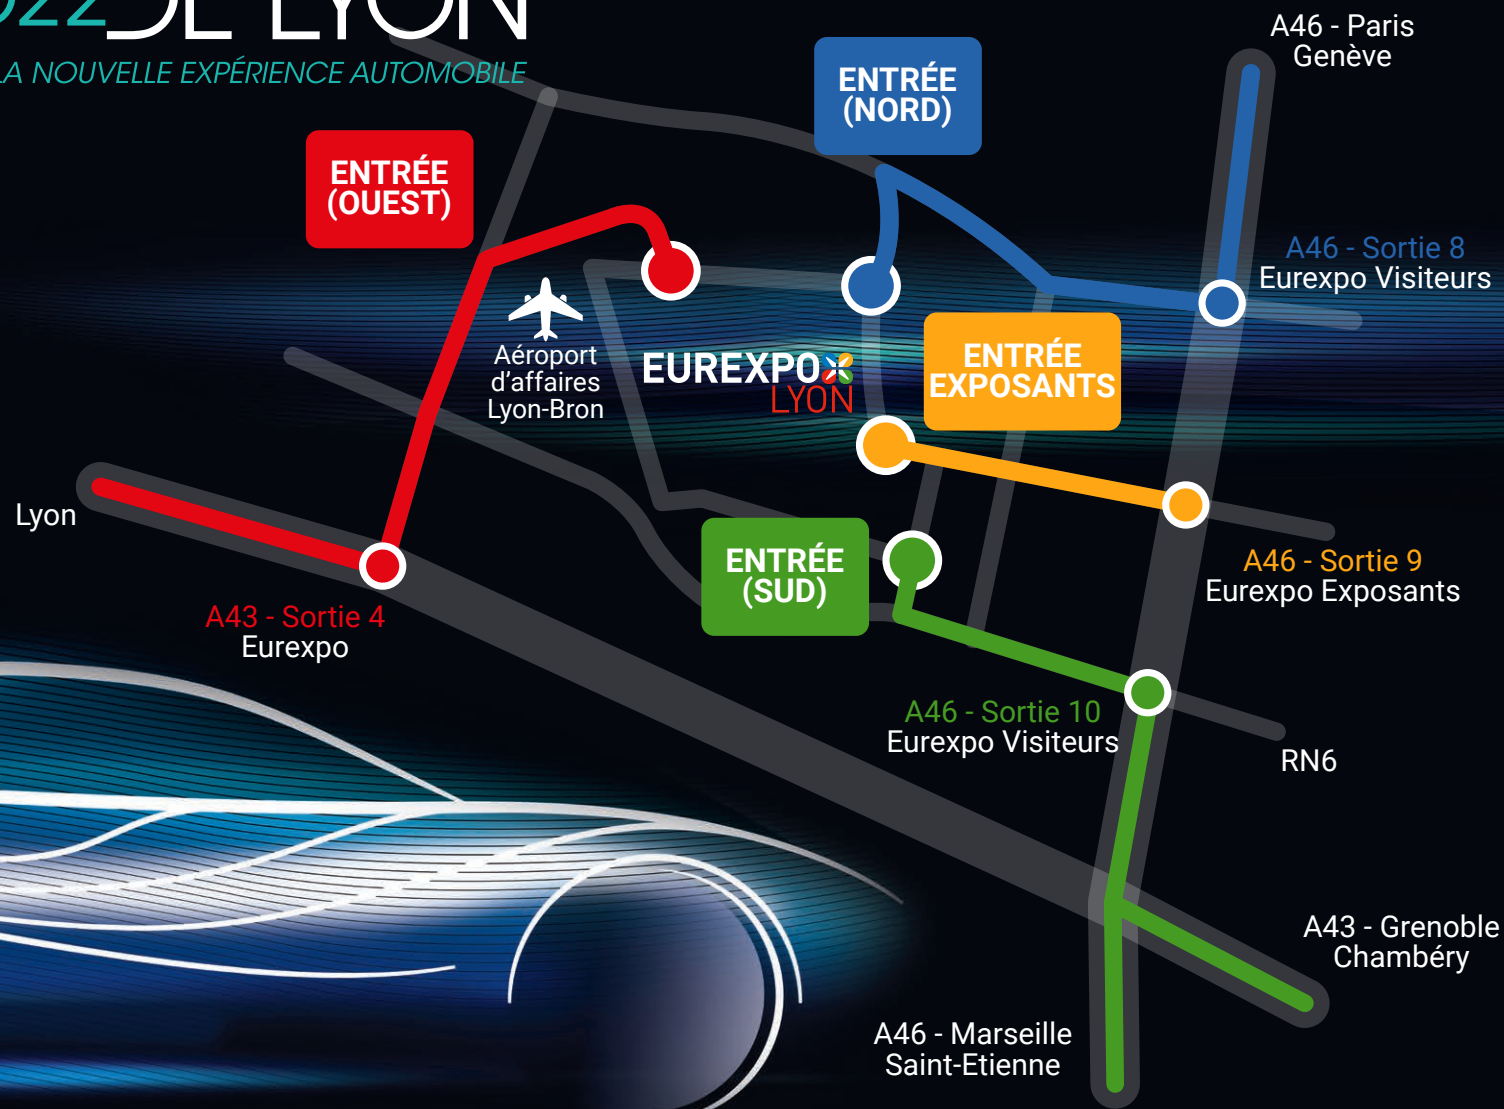 DE LYON
LA NOUVELLE EXPÉRIENCE AUTOMOBILE
A46 - Paris
Genève
ENTRÉE
(NORD)
ENTRÉE
(OUEST)
A46 - Sortie 8
Eurexpo Visiteurs
Aéroport
d'affaires
Lyon-Bron
EUREXPO
LYON
ENTRÉE
EXPOSANTS
Lyon
A46 - Sortie 9
Eurexpo Exposants
ENTRÉE
(SUD)
A43 - Sortie 4
Eurexpo
A46 - Sortie 10
Eurexpo Visiteurs
RN6
A43 - Grenoble
Chambéry
A46 - Marseille
Saint-Etienne